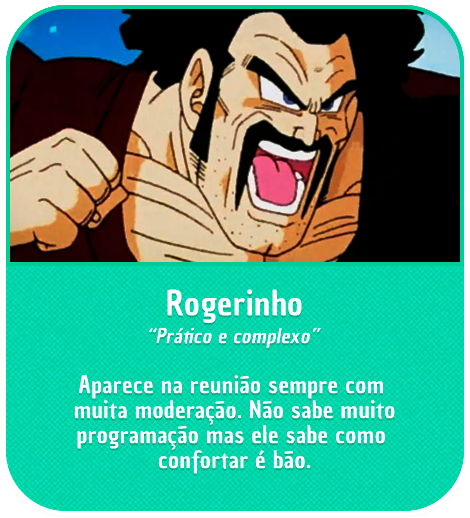 Rogerinho
“Prático e complexo”
Aparece na reunião sempre com
muita moderação. Não sabe muito
programação mas ele sabe como
confortar é bão.